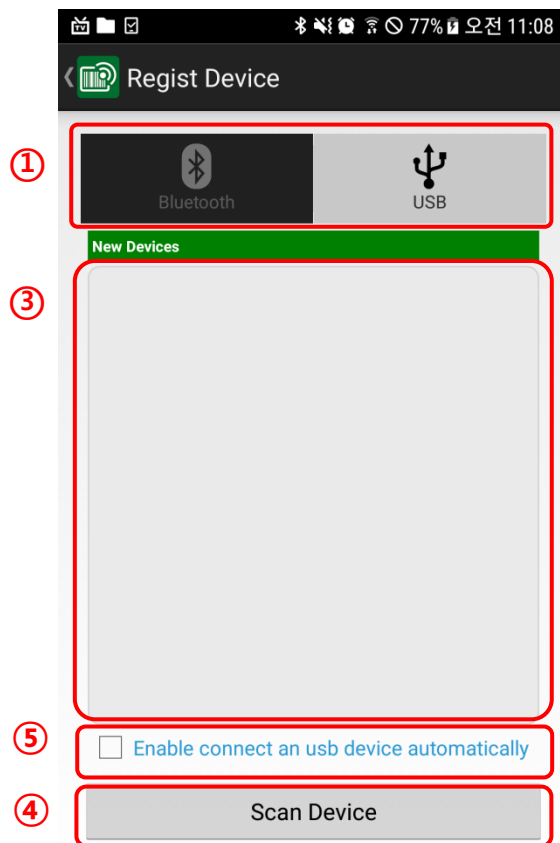 77% 오전 11:08
Regist Device
①
Bluetooth USB
New Devices
③
⑤
Enable connect an usb device automatically
④
Scan Device